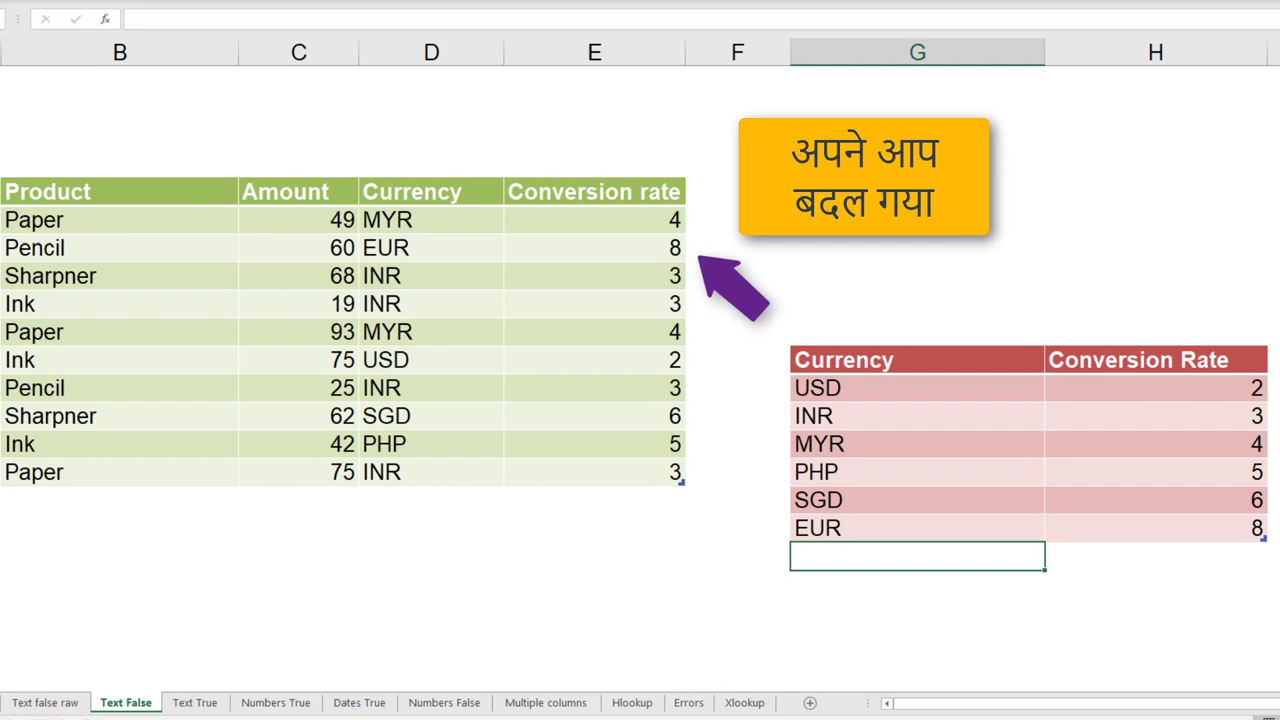 B C D E F G H
अपने आप
बदल गया
Product Amount Currency Conversion rate
Paper 49 MYR 4
Pencil 60 EUR 8
Sharpner 68 INR 3
Ink 19 INR 3
Paper 93 MYR 4
Ink 75 USD 2
Pencil 25 INR 3
Sharpner 62 SGD 6
Ink 42 PHP 5
Paper 75 INR 3
Currency Conversion Rate
USD 2
INR 3
MYR 4
PHP 5
SGD 6
EUR 8
Text false raw Text False Text True Numbers True Dates True Numbers False Multiple columns Hlookup Errors Xlookup